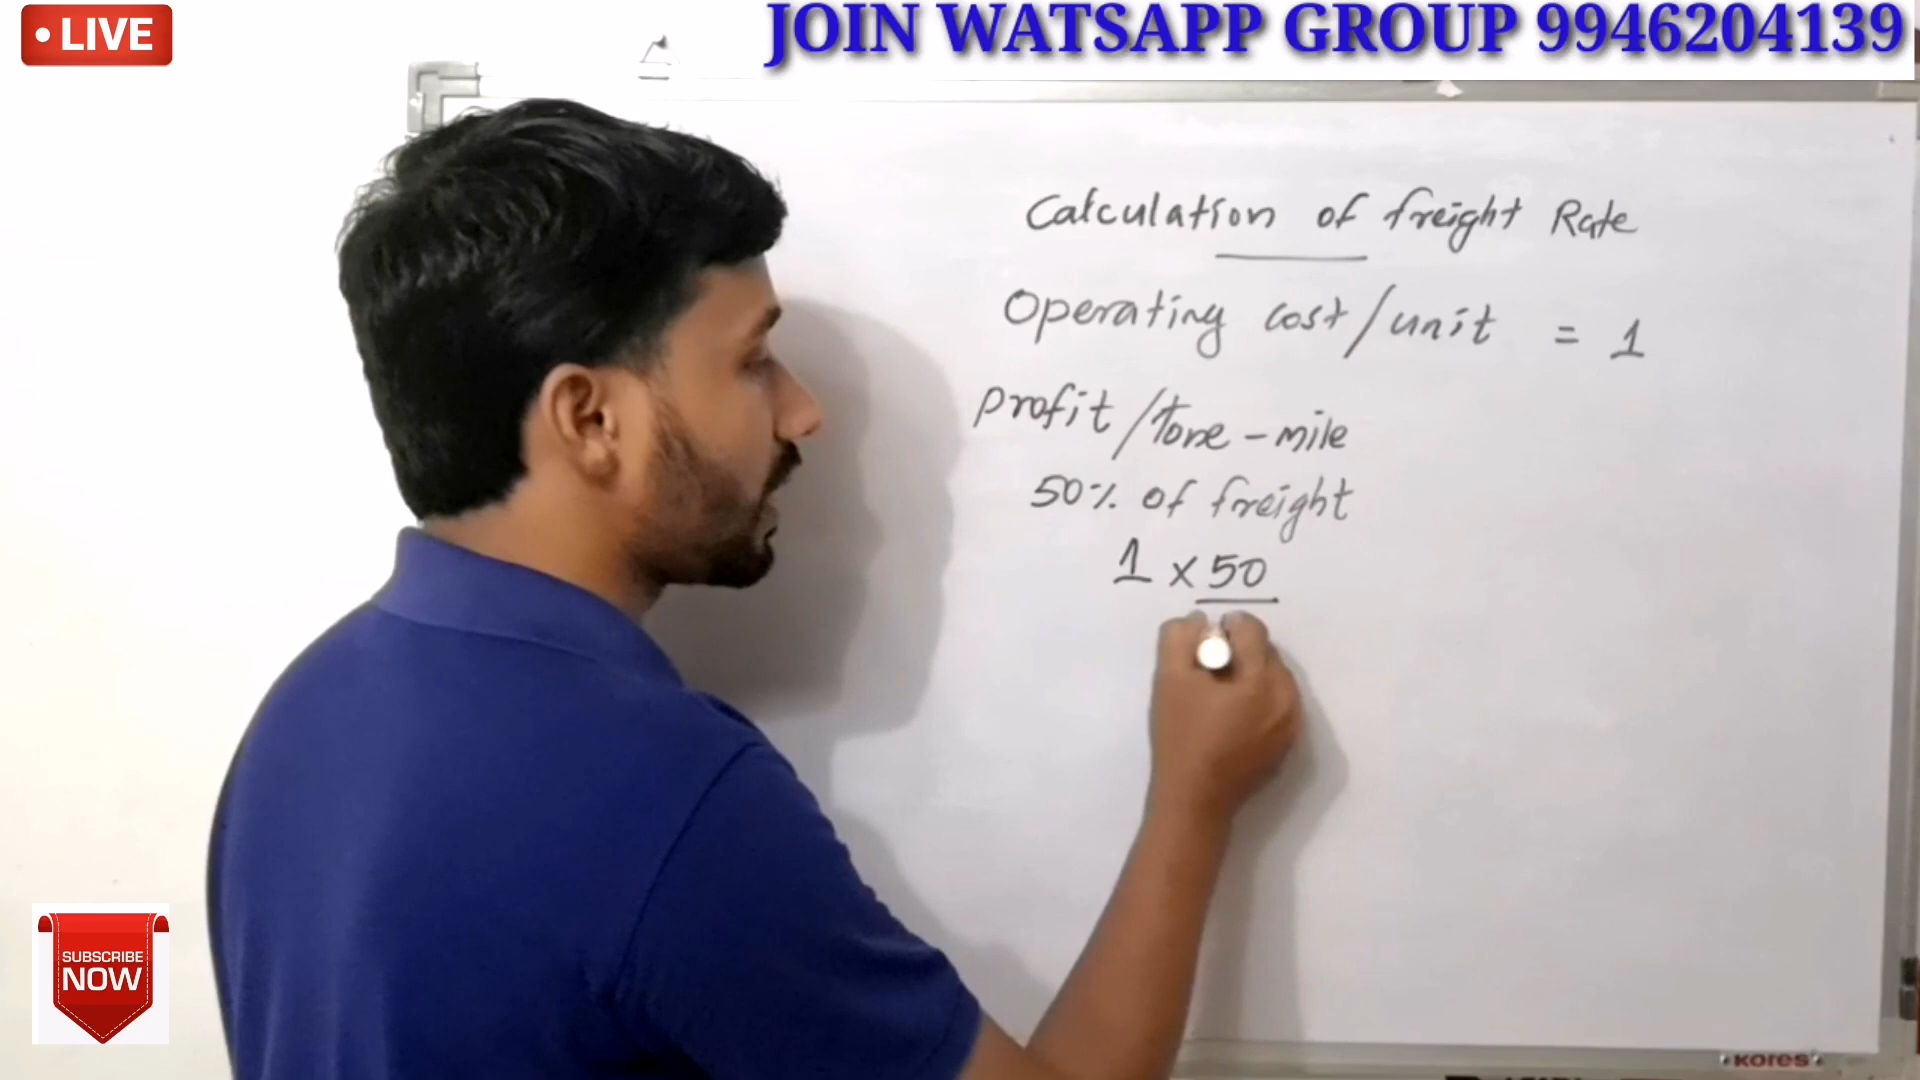 LIVE
JOIN WATSAPP GROUP 9946204139
Calculation of freight Rate
Operating cost/unit = 1
Profit/Tone-mile
50% of freight
1 x 50
SUBSCRIBE
NOW
KORES